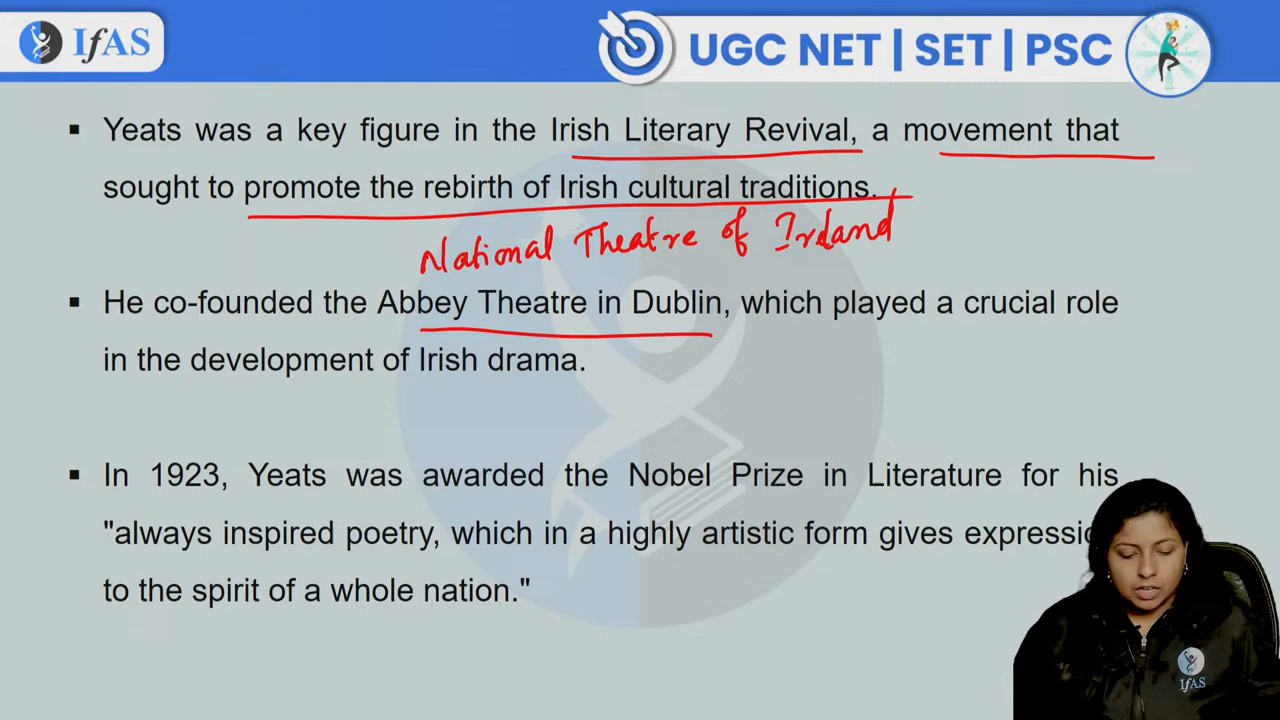 IfAS
UGC NET | SET | PSC
▪ Yeats was a key figure in the Irish Literary Revival, a movement that
sought to promote the rebirth of Irish cultural traditions.
National Theatre of Ireland
▪ He co-founded the Abbey Theatre in Dublin, which played a crucial role
in the development of Irish drama.
▪ In 1923, Yeats was awarded the Nobel Prize in Literature for his
"always inspired poetry, which in a highly artistic form gives expressi
to the spirit of a whole nation."
IfAS